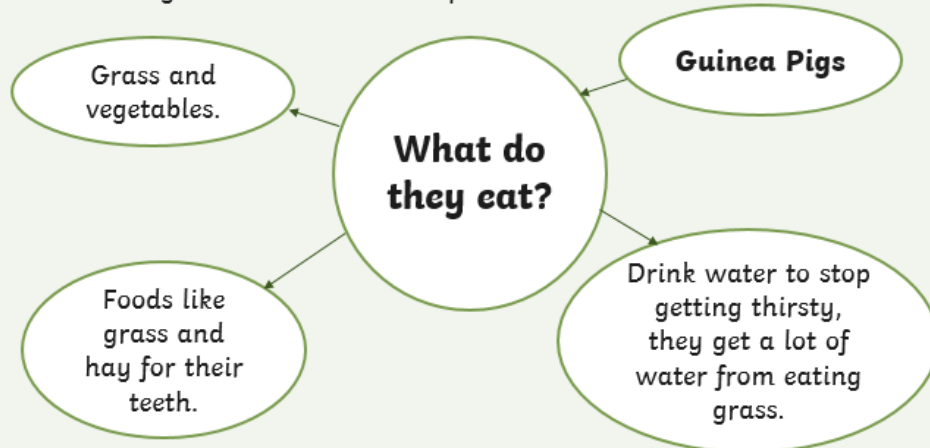 Grass and
vegetables.
Guinea Pigs
What do
they eat?
Foods like
grass and
hay for their
teeth.
Drink water to stop
getting thirsty,
they get a lot of
water from eating
grass.